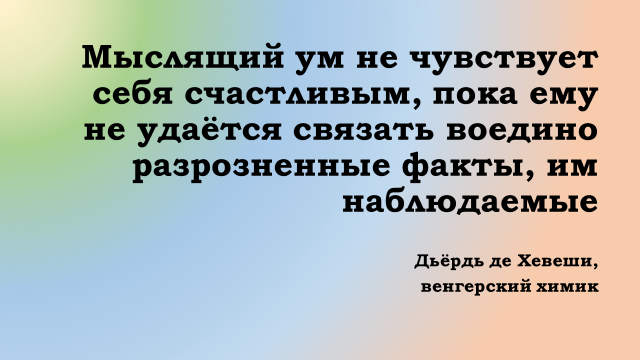 Мыслящий ум не чувствует
себя счастливым, пока ему
не удаётся связать воедино
разрозненные факты, им
наблюдаемые
Дьёрдь де Хевеши,
венгерский химик